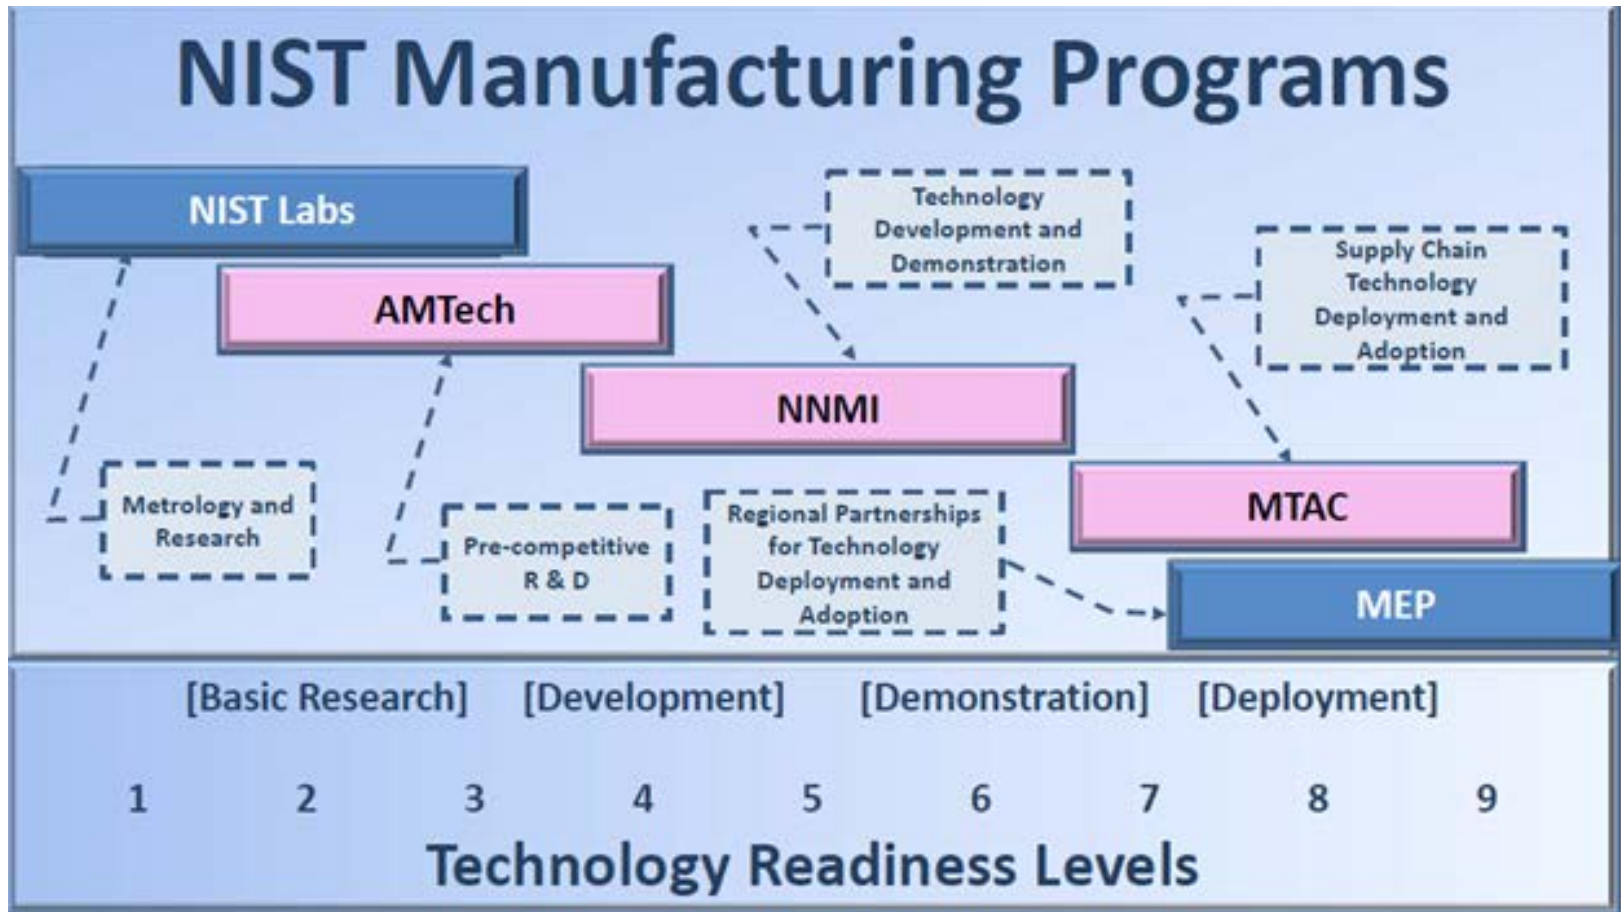 NIST Manufacturing Programs
NIST Labs
AMTech
NNMI
MTAC
MEP
Technology
Development and
Demonstration
Supply Chain
Technology
Deployment and
Adoption
Metrology and
Research
Pre-competitive
R & D
Regional Partnerships
for Technology
Deployment and
Adoption
[Basic Research] [Development] [Demonstration] [Deployment]
1 2 3 4 5 6 7 8 9
Technology Readiness Levels